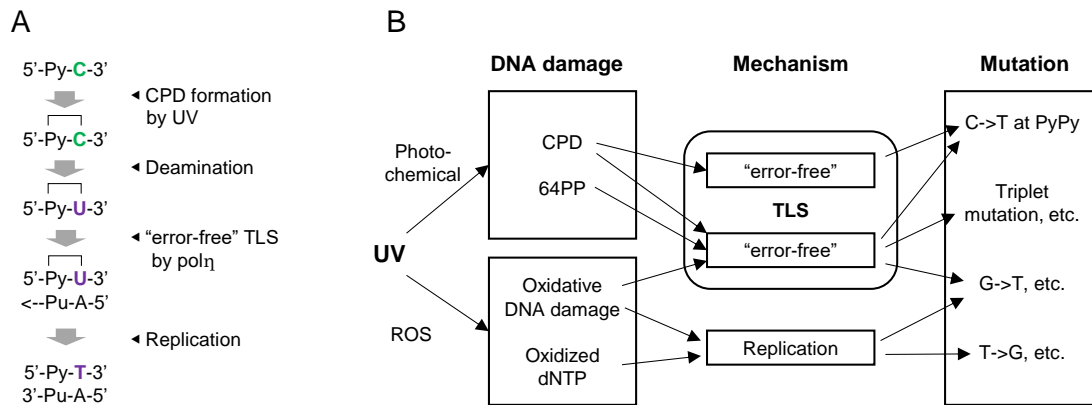 A
5'-Py-C-3'
◄ CPD formation
by UV
5'-Py-C-3'
◄ Deamination
5'-Py-U-3'
◄ “error-free” TLS
by polη
5'-Py-U-3'
<--Pu-A-5'
◄ Replication
5'-Py-T-3'
3'-Pu-A-5'
B
DNA damage
Mechanism
Mutation
UV
Photo-
chemical
ROS
CPD
64PP
Oxidative
DNA damage
Oxidized
dNTP
“error-free”
TLS
“error-free”
Replication
C->T at PyPy
Triplet
mutation, etc.
G->T, etc.
T->G, etc.